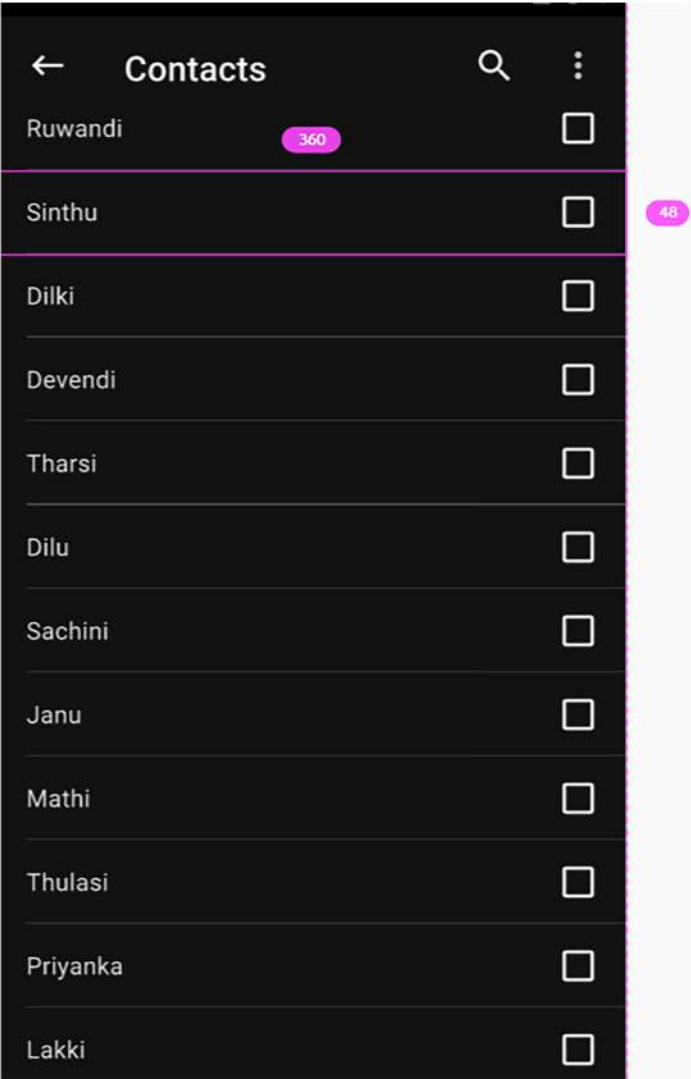 Contacts
Ruwandi
360
Sinthu
48
Dilki
Devendi
Tharsi
Dilu
Sachini
Janu
Mathi
Thulasi
Priyanka
Lakki